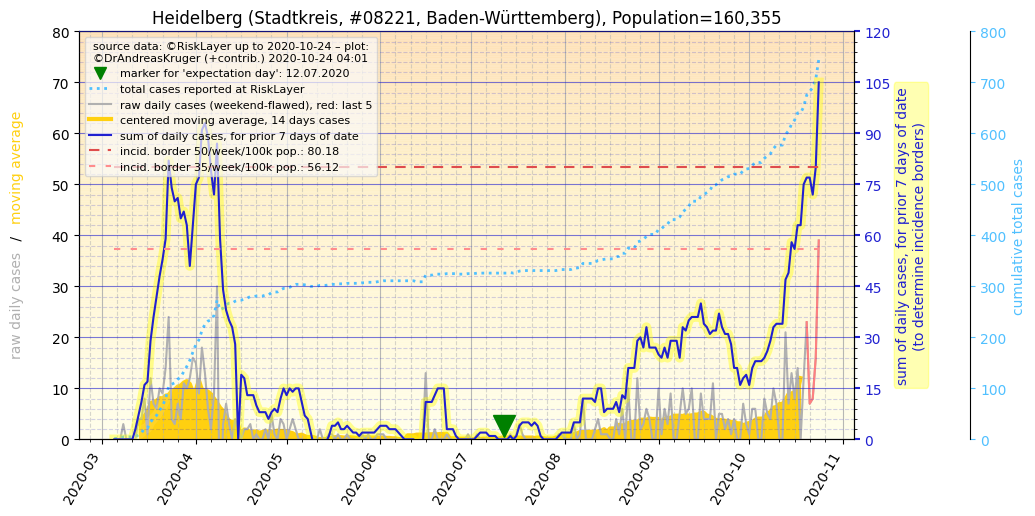 Heidelberg (Stadtkreis, #08221, Baden-Württemberg), Population=160,355
source data: ©RiskLayer up to 2020-10-24 – plot:
©DrAndreasKruger (+contrib.) 2020-10-24 04:01
marker for 'expectation day': 12.07.2020
total cases reported at RiskLayer
raw daily cases (weekend-flawed), red: last 5
centered moving average, 14 days cases
sum of daily cases, for prior 7 days of date
incid. border 50/week/100k pop.: 80.18
incid. border 35/week/100k pop.: 56.12
raw daily cases / moving average
80
70
60
50
40
30
20
10
0
120
105
90
75
60
45
30
15
0
sum of daily cases, for prior 7 days of date
(to determine incidence borders)
800
700
600
500
400
300
200
100
0
cumulative total cases
2020-03
2020-04
2020-05
2020-06
2020-07
2020-08
2020-09
2020-10
2020-11